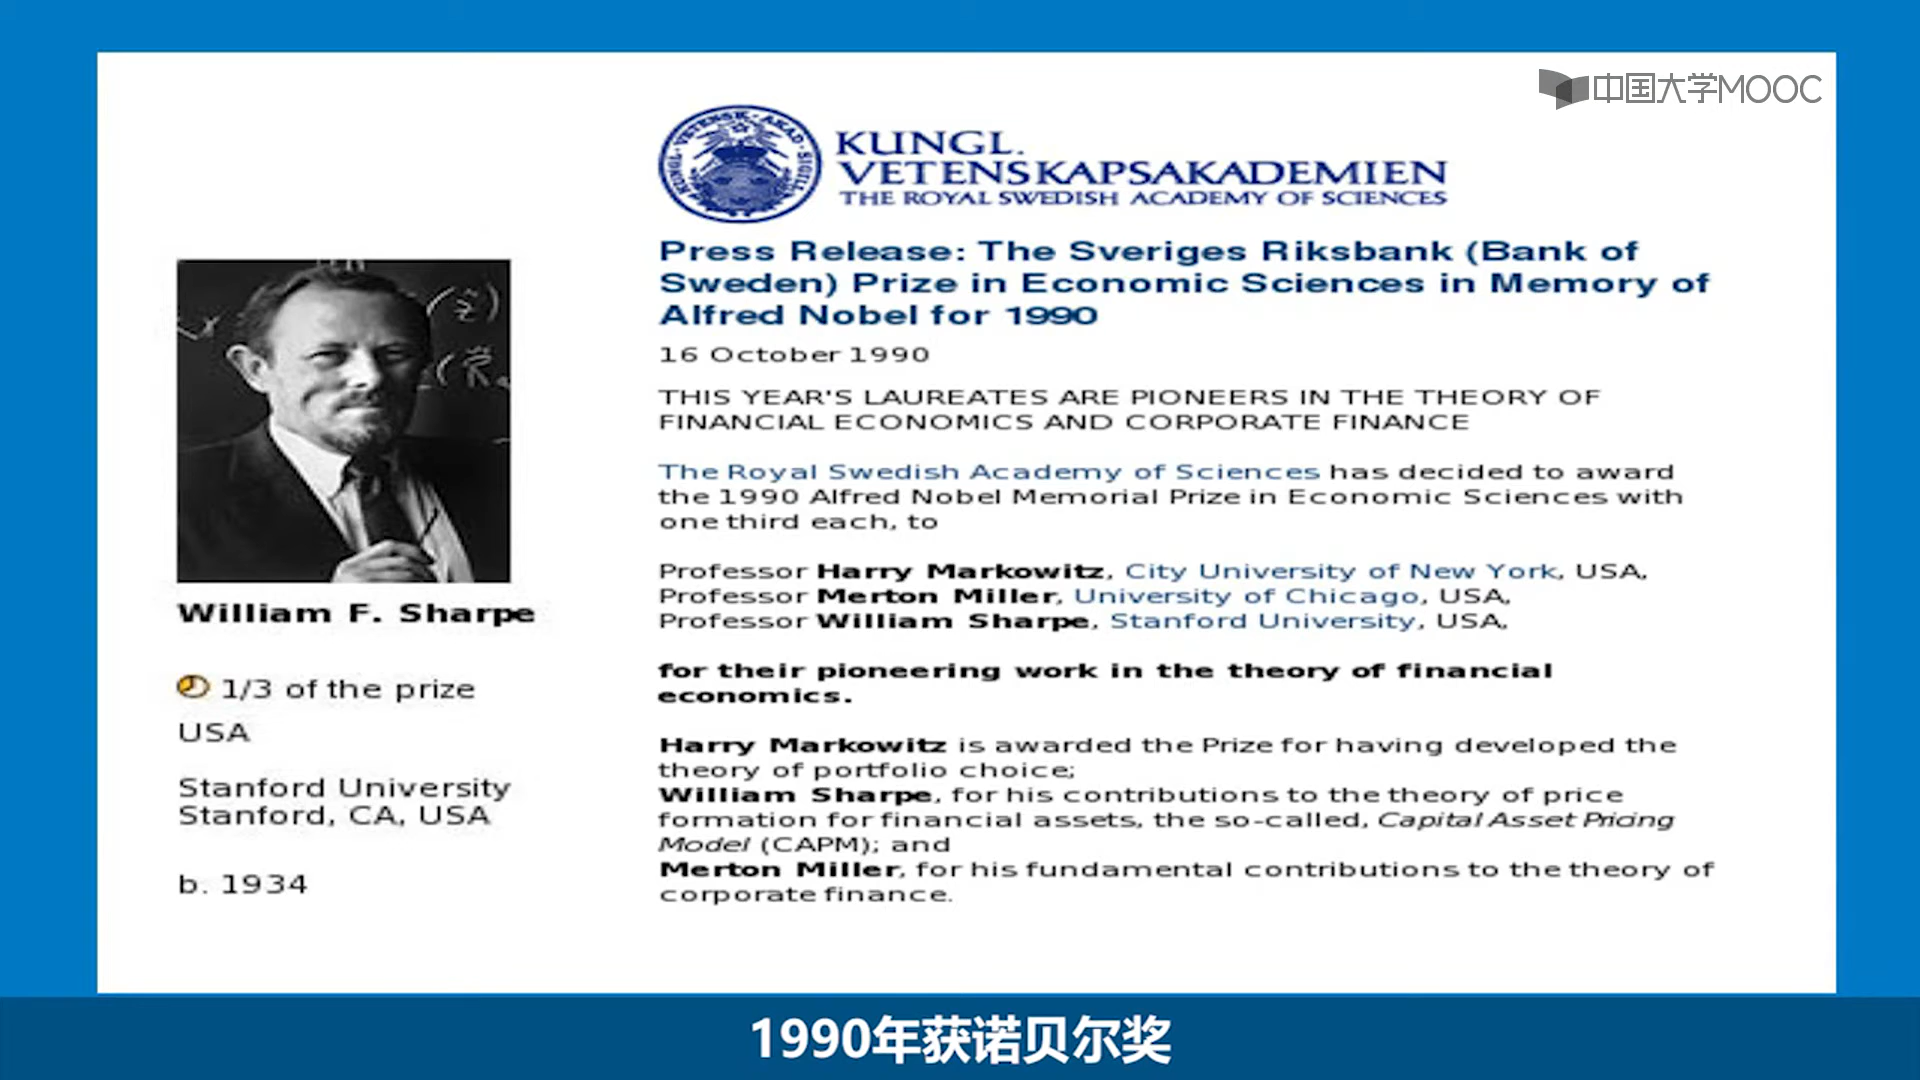 中国大学MOOC
KUNGL.
VETENSKAPSAKADEMIEN
THE ROYAL SWEDISH ACADEMY OF SCIENCES
Press Release: The Sveriges Riksbank (Bank of
Sweden) Prize in Economic Sciences in Memory of
Alfred Nobel for 1990
16 October 1990
THIS YEAR'S LAUREATES ARE PIONEERS IN THE THEORY OF
FINANCIAL ECONOMICS AND CORPORATE FINANCE
The Royal Swedish Academy of Sciences has decided to award
the 1990 Alfred Nobel Memorial Prize in Economic Sciences with
one third each, to
Professor Harry Markowitz, City University of New York, USA,
Professor Merton Miller, University of Chicago, USA,
Professor William Sharpe, Stanford University, USA,
for their pioneering work in the theory of financial
economics.
Harry Markowitz is awarded the Prize for having developed the
theory of portfolio choice;
William Sharpe, for his contributions to the theory of price
formation for financial assets, the so-called, Capital Asset Pricing
Model (CAPM); and
Merton Miller, for his fundamental contributions to the theory of
corporate finance.
William F. Sharpe
1/3 of the prize
USA
Stanford University
Stanford, CA, USA
b. 1934
1990年获诺贝尔奖